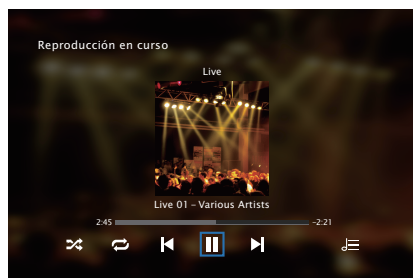 Reproducción en curso
Live
Live 01 – Various Artists
2:45
–2:21